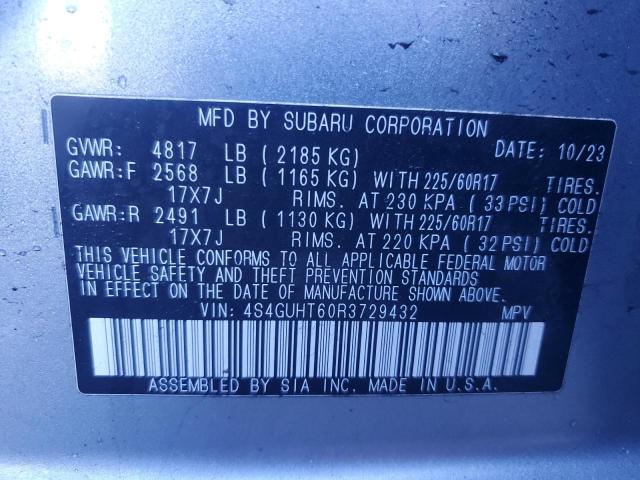 MFD BY SUBARU CORPORATION
GVWR: 4817 LB ( 2185 KG) DATE: 10/23
GAWR:F 2568 LB ( 1165 KG) WITH 225/60R17 TIRES.
17X7J RIMS. AT 230 KPA ( 33 PSI) COLD
GAWR:R 2491 LB ( 1130 KG) WITH 225/60R17 TIRES.
17X7J RIMS. AT 220 KPA ( 32 PSI) COLD
THIS VEHICLE CONFORMS TO ALL APPLICABLE FEDERAL MOTOR
VEHICLE SAFETY AND THEFT PREVENTION STANDARDS
IN EFFECT ON THE DATE OF MANUFACTURE SHOWN ABOVE.
VIN: 4S4GUHT60R3729432 MPV
ASSEMBLED BY SIA INC. MADE IN U.S.A.